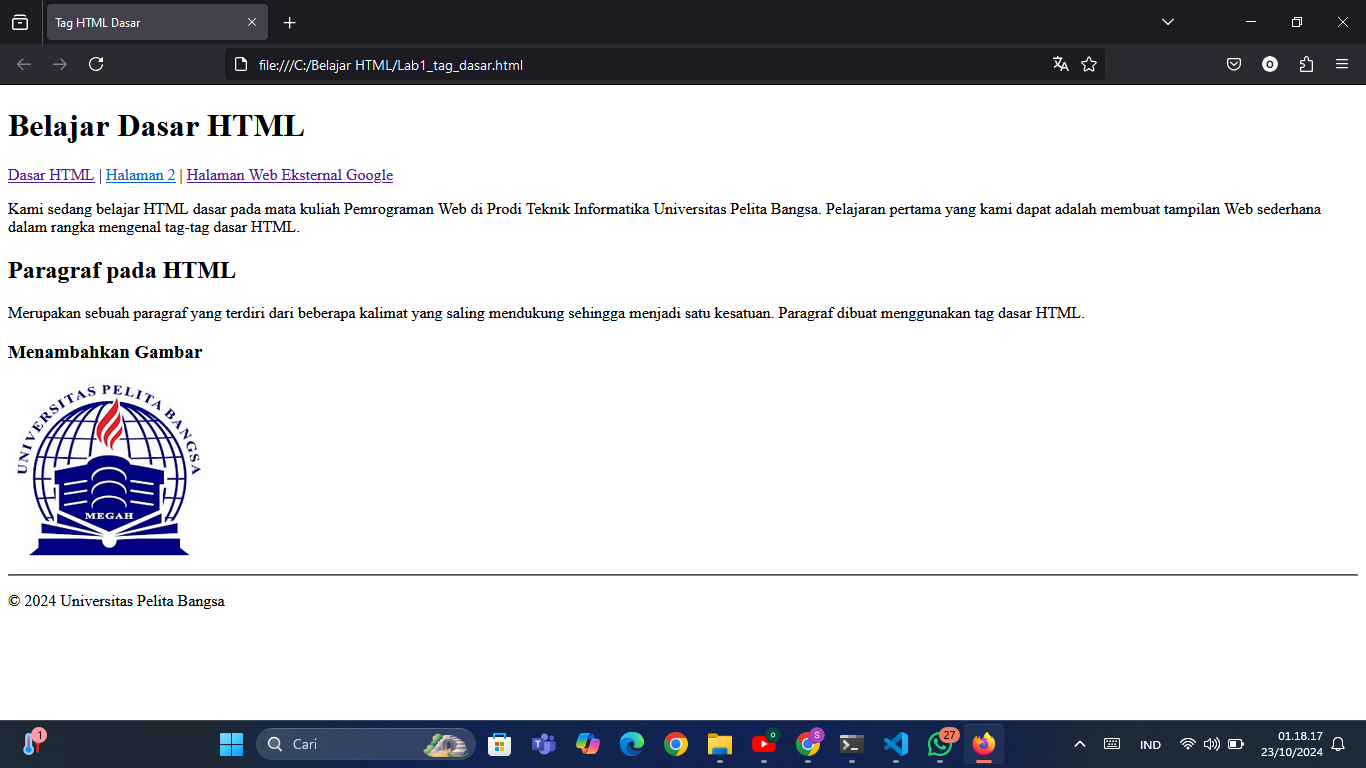 Tag HTML Dasar
file:///C:/Belajar HTML/Lab1_tag_dasar.html
Belajar Dasar HTML
Dasar HTML | Halaman 2 | Halaman Web Eksternal Google
Kami sedang belajar HTML dasar pada mata kuliah Pemrograman Web di Prodi Teknik Informatika Universitas Pelita Bangsa. Pelajaran pertama yang kami dapat adalah membuat tampilan Web sederhana
dalam rangka mengenal tag-tag dasar HTML.
Paragraf pada HTML
Merupakan sebuah paragraf yang terdiri dari beberapa kalimat yang saling mendukung sehingga menjadi satu kesatuan. Paragraf dibuat menggunakan tag dasar HTML.
Menambahkan Gambar
UNIVERSITAS PELITA BANGSA
MEGAH
© 2024 Universitas Pelita Bangsa
1
Cari
S
27
IND
01.18.17
23/10/2024